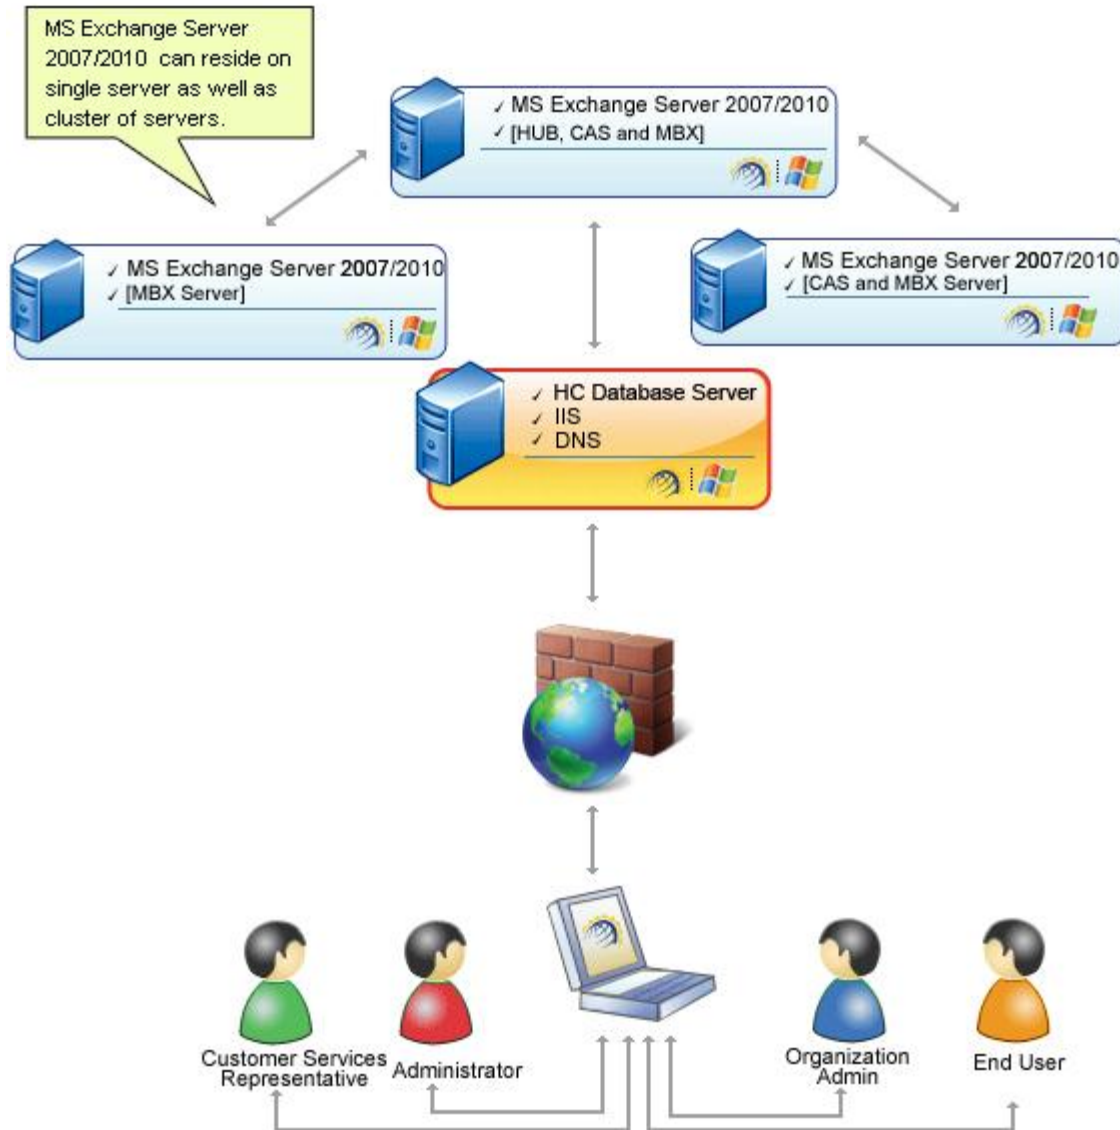 MS Exchange Server
2007/2010 can reside on
single server as well as
cluster of servers.
✓ MS Exchange Server 2007/2010
✓ [HUB, CAS and MBX]
✓ MS Exchange Server 2007/2010
✓ [MBX Server]
✓ MS Exchange Server 2007/2010
✓ [CAS and MBX Server]
✓ HC Database Server
✓ IIS
✓ DNS
Customer Services
Representative
Administrator
Organization
Admin
End User